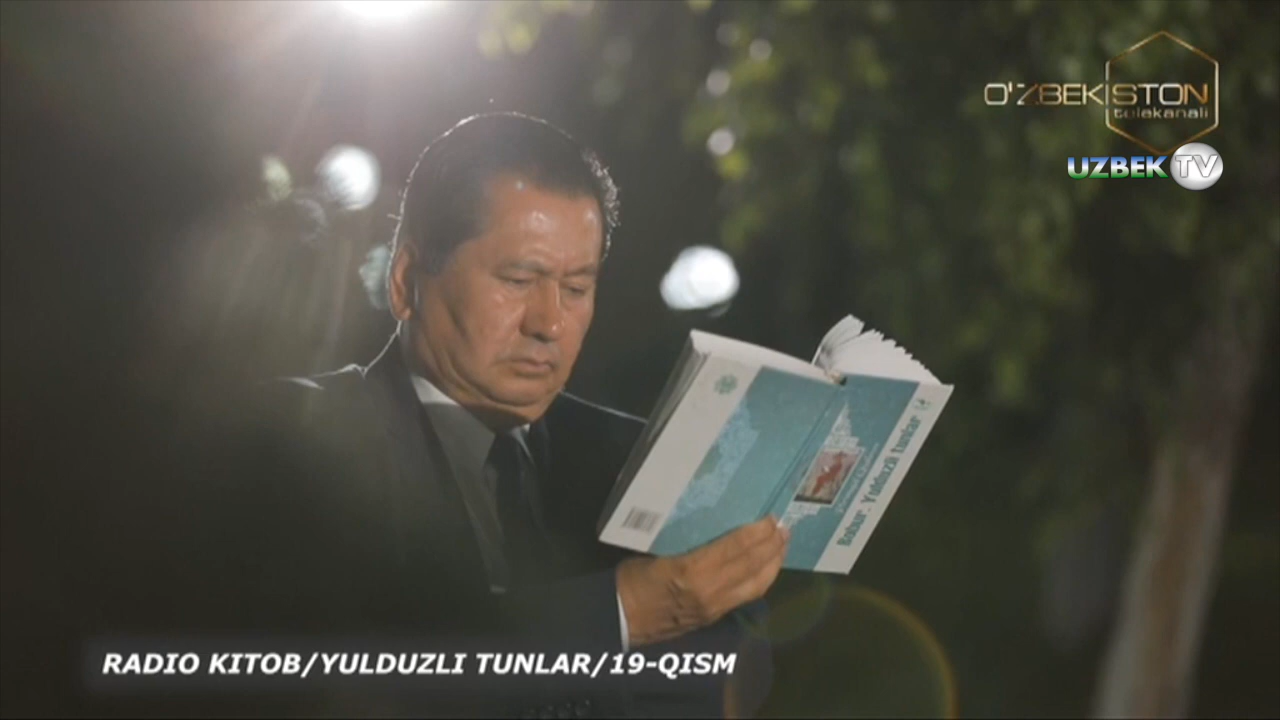 O'ZBEKISTON
telekanali
UZBEK TV
Bobur. Yulduzli tunlar
RADIO KITOB/YULDUZLI TUNLAR/19-QISM